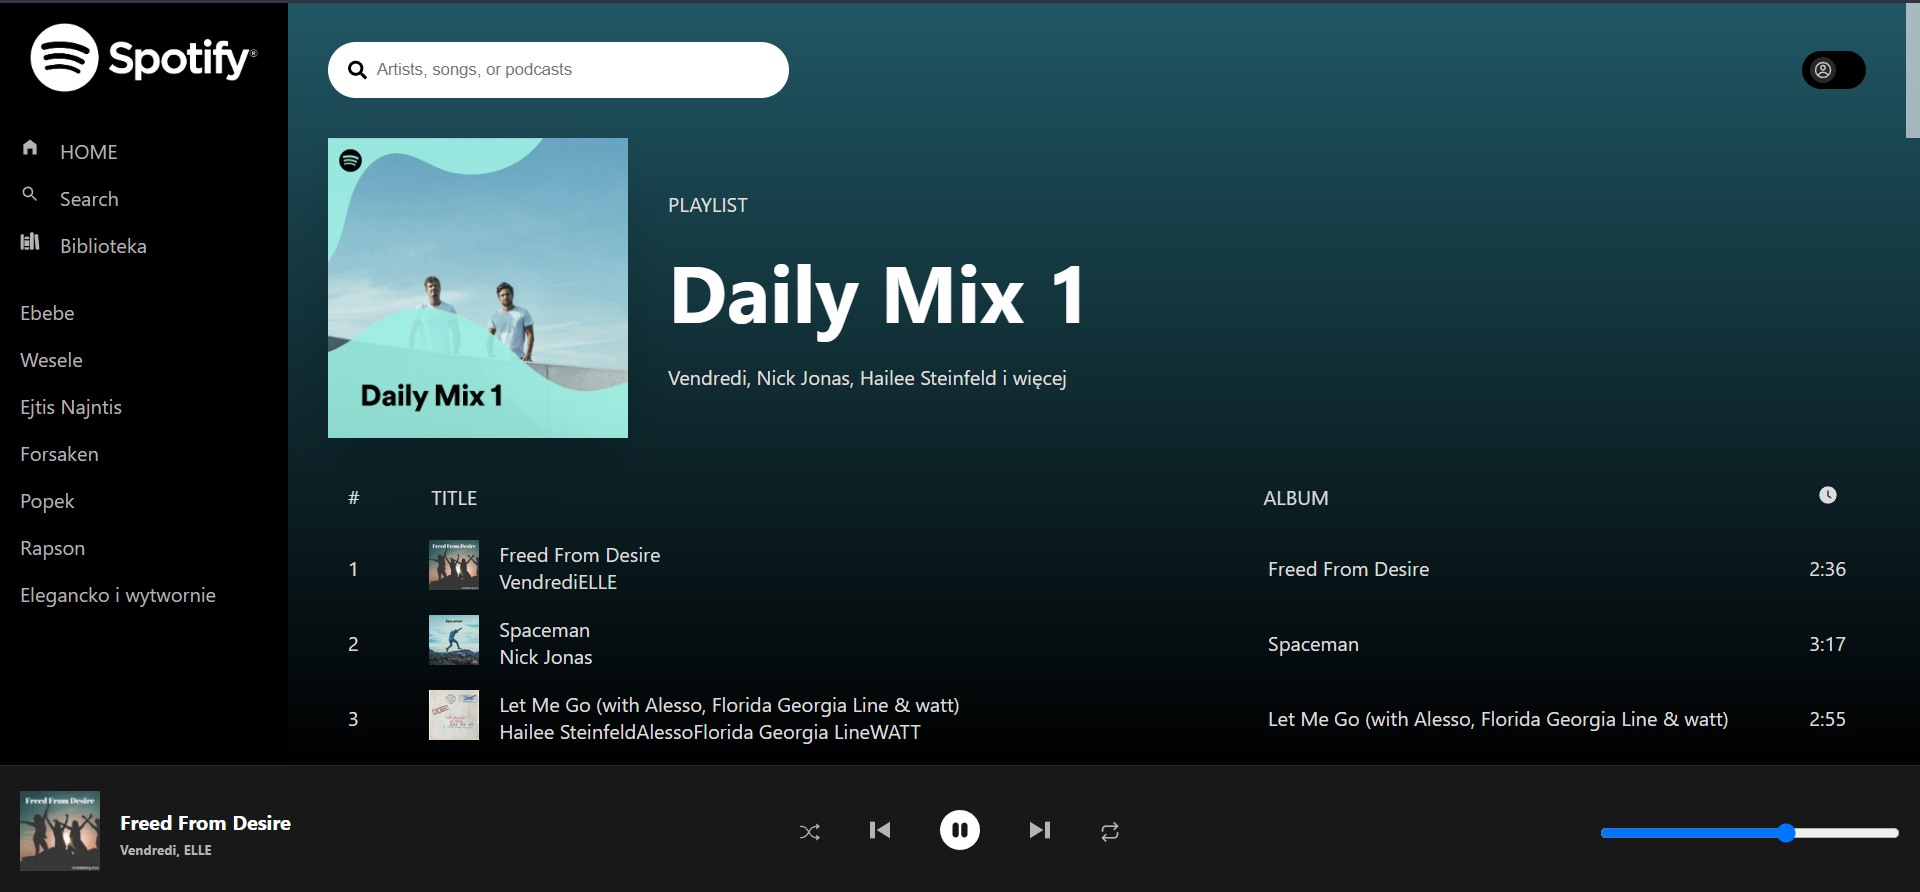 Spotify®
HOME
Search
Biblioteka
Ebebe
Wesele
Ejtis Najntis
Forsaken
Popek
Rapson
Elegancko i wytwornie
Artists, songs, or podcasts
Daily Mix 1
PLAYLIST
Daily Mix 1
Vendredi, Nick Jonas, Hailee Steinfeld i więcej
# TITLE ALBUM
1 Freed From Desire Freed From Desire 2:36
VendrediELLE
2 Spaceman Spaceman 3:17
Nick Jonas
3 Let Me Go (with Alesso, Florida Georgia Line & watt) Let Me Go (with Alesso, Florida Georgia Line & watt) 2:55
Hailee SteinfeldAlessoFlorida Georgia LineWATT
Freed From Desire
Freed From Desire
Vendredi, ELLE